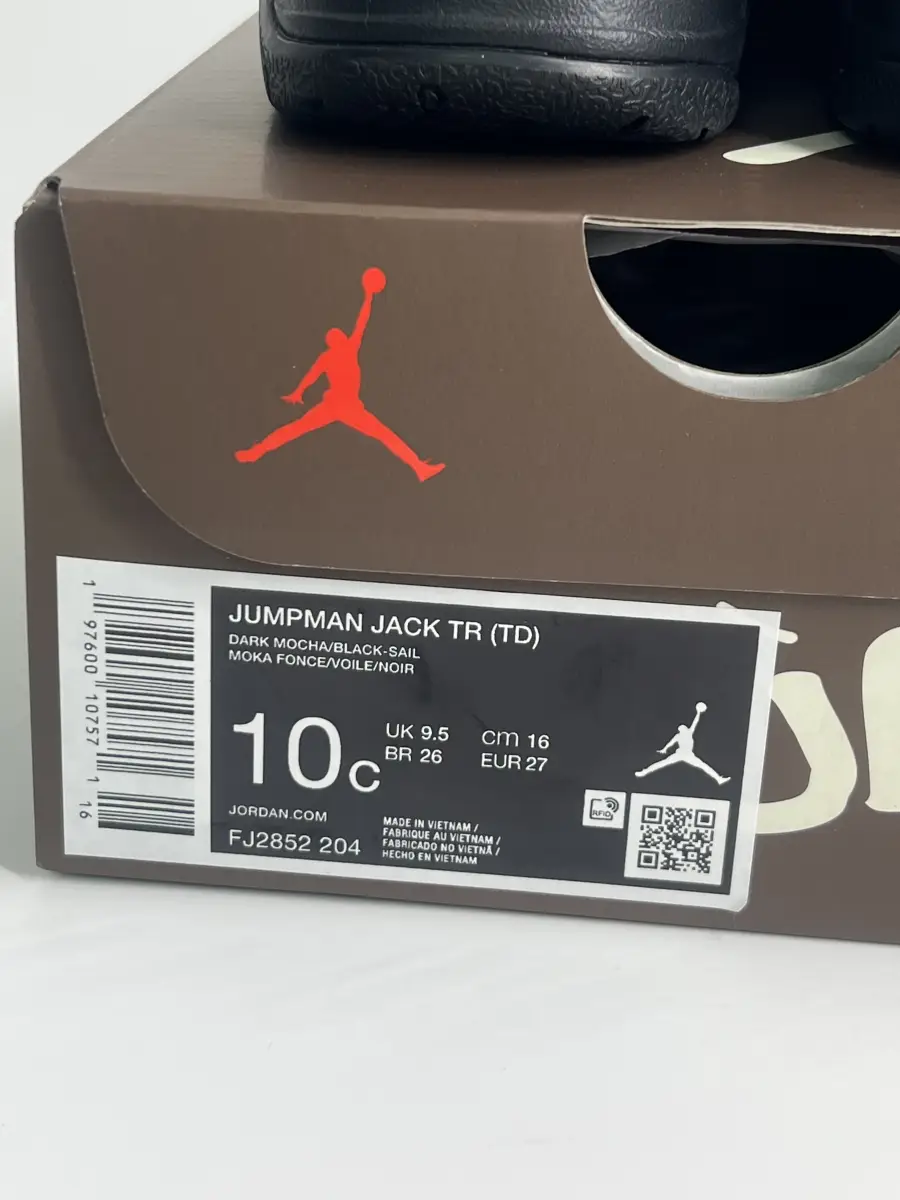 JUMPMAN JACK TR (TD)
DARK MOCHA/BLACK-SAIL
MOKA FONCE/VOILE/NOIR
10C
UK 9.5 cm 16
BR 26 EUR 27
JORDAN.COM
FJ2852 204
MADE IN VIETNAM /
FABRIQUE AU VIETNAM /
FABRICADO NO VIETNÃ /
HECHO EN VIETNAM
RFID
1 97600 10757 1 16